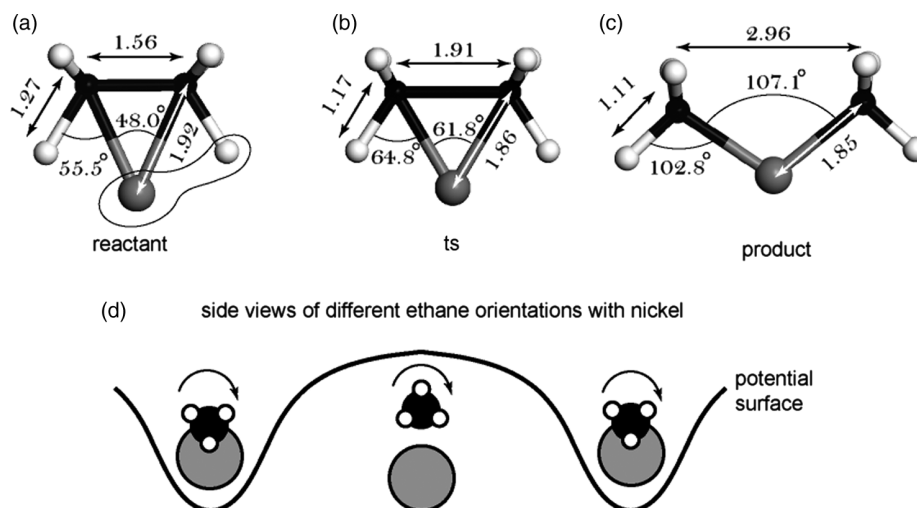 (a)
(b)
(c)
1.56
1.27
48.0°
55.5°
1.92
reactant
1.91
1.17
61.8°
64.8°
1.86
ts
2.96
1.11
107.1°
102.8°
1.85
product
(d)
side views of different ethane orientations with nickel
potential
surface